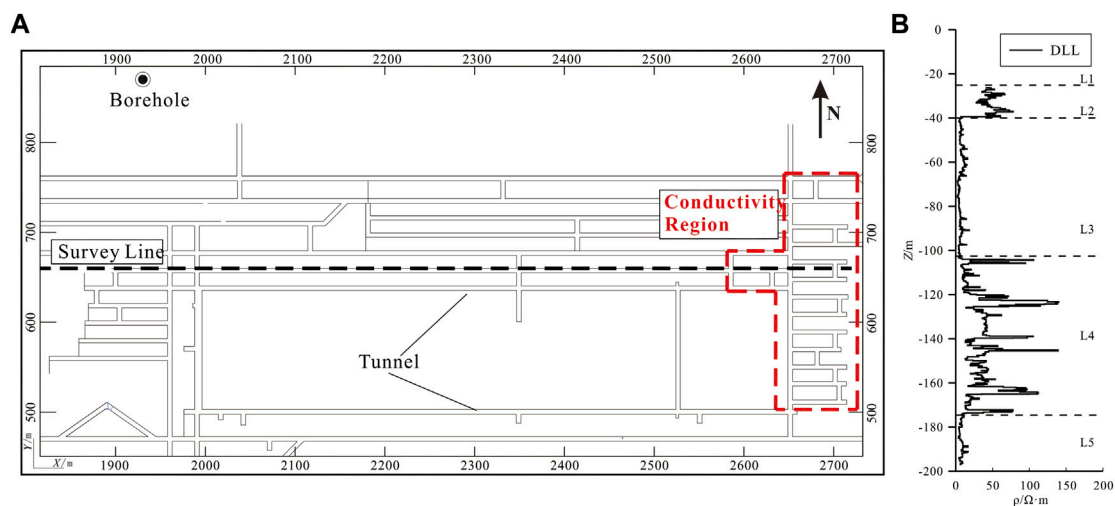 A
1900 2000 2100 2200 2300 2400 2500 2600 2700
Borehole
N
800 800
Conductivity
Region
700 700
Survey Line
600 600
Tunnel
500 500
Y/m
X/m
1900 2000 2100 2200 2300 2400 2500 2600 2700
B
0
DLL
-20
L1
L2
-40
-60
-80
L3
-100
Z/m
-120
L4
-140
-160
-180
L5
-200
0 50 100 150 200
ρ/Ω·m